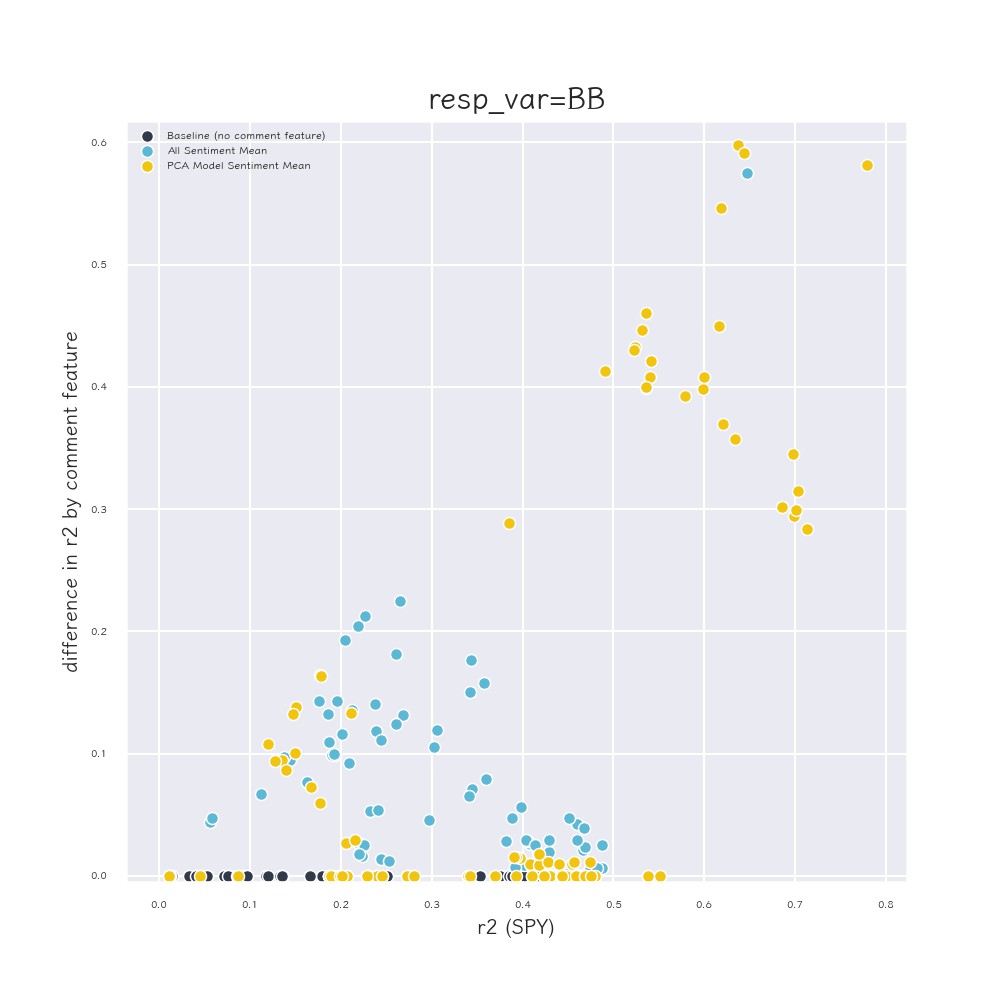 resp_var=BB
Baseline (no comment feature)
All Sentiment Mean
PCA Model Sentiment Mean
0.6
0.5
0.4
0.3
0.2
0.1
0.0
difference in r2 by comment feature
0.0 0.1 0.2 0.3 0.4 0.5 0.6 0.7 0.8
r2 (SPY)